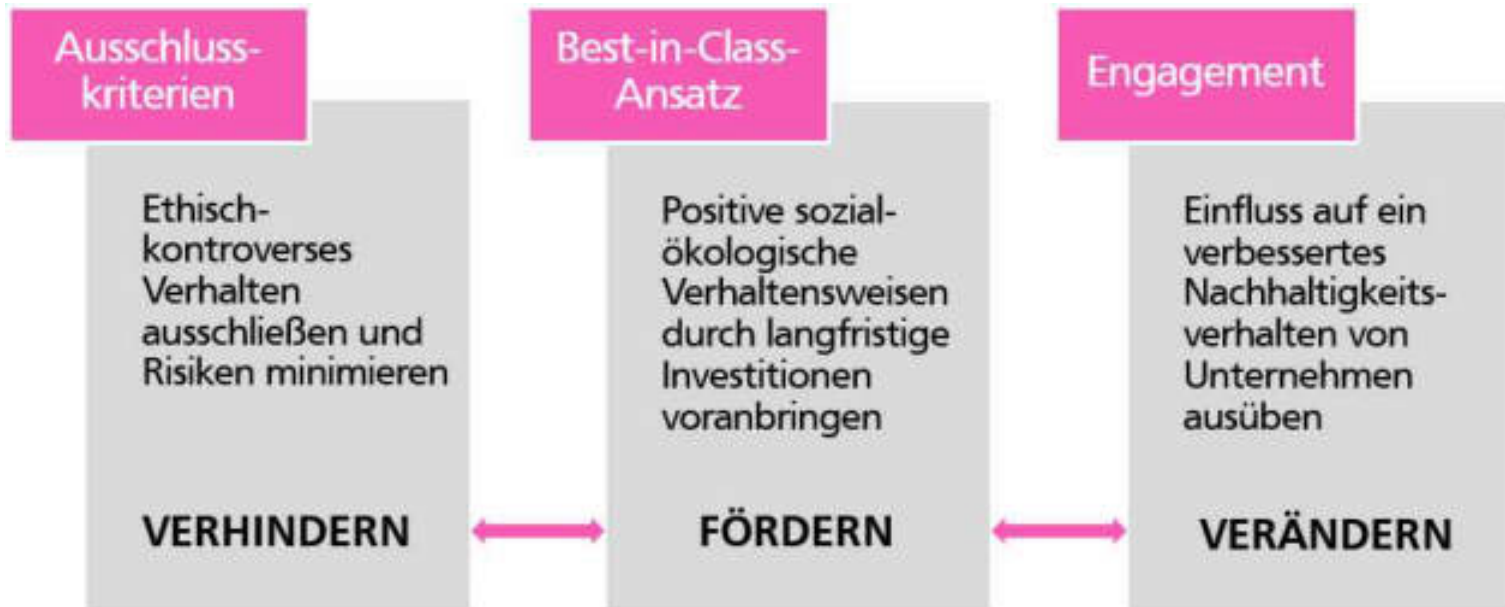 Ausschluss-
kriterien
Ethisch-
kontroverses
Verhalten
ausschließen und
Risiken minimieren
VERHINDERN
Best-in-Class-
Ansatz
Positive sozial-
ökologische
Verhaltensweisen
durch langfristige
Investitionen
voranbringen
FÖRDERN
Engagement
Einfluss auf ein
verbessertes
Nachhaltigkeits-
verhalten von
Unternehmen
ausüben
VERÄNDERN